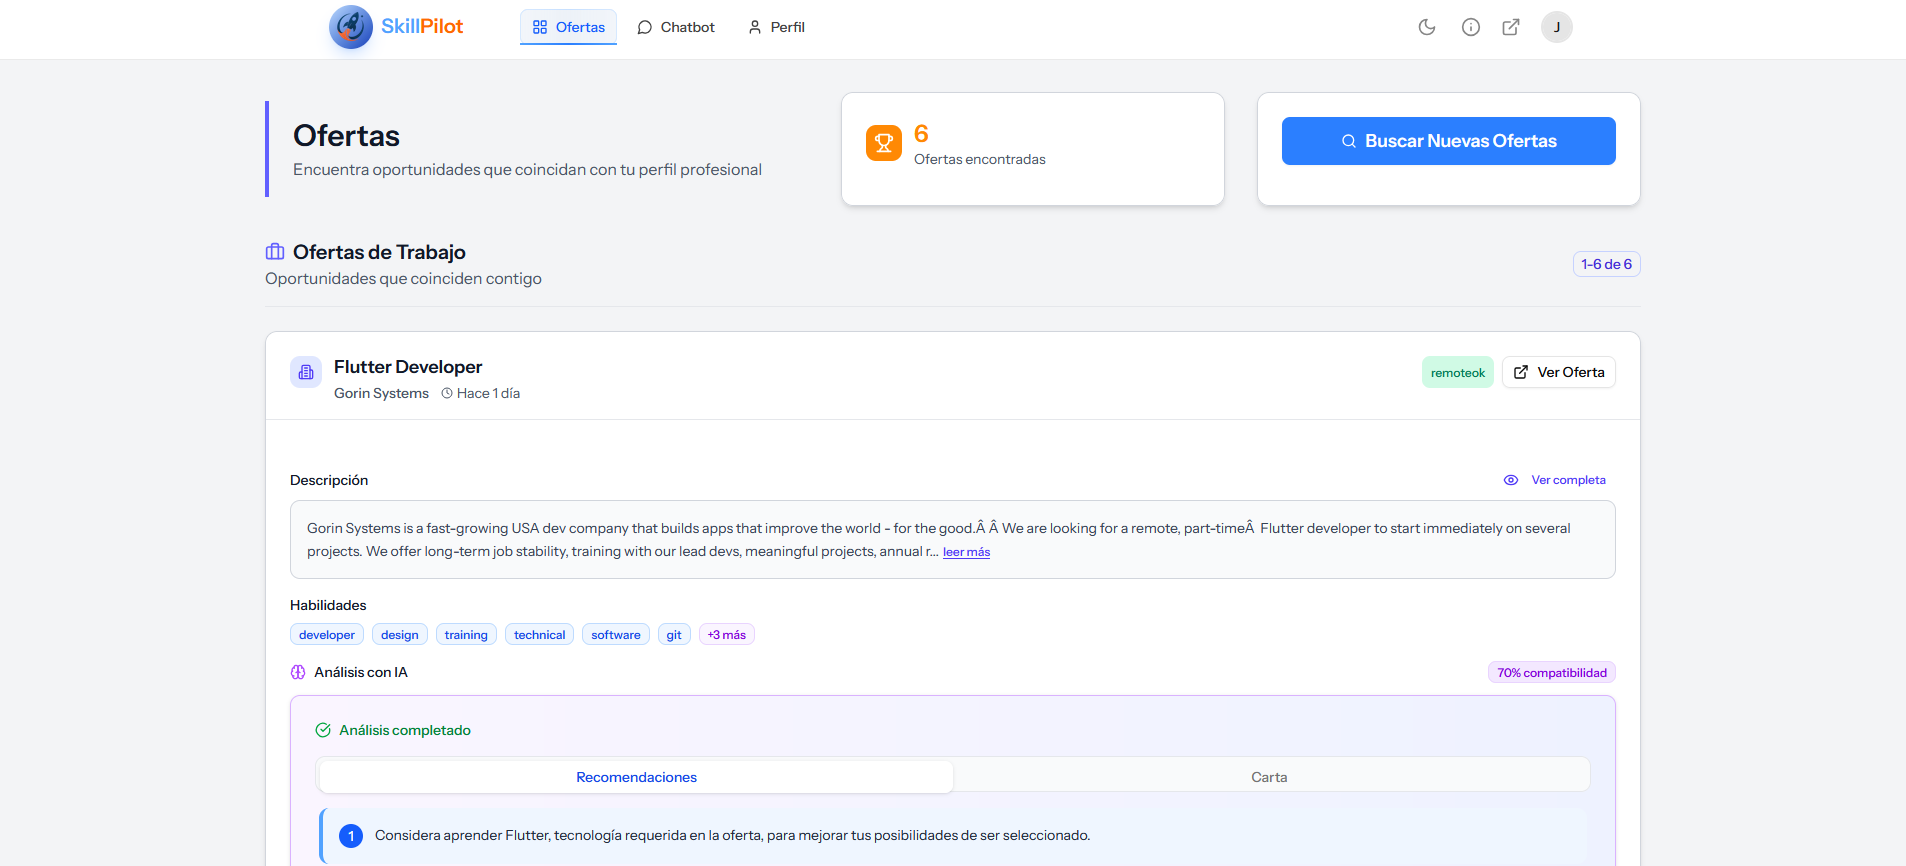 SkillPilot
Ofertas
Chatbot
Perfil
J
Ofertas
Encuentra oportunidades que coincidan con tu perfil profesional
6
Ofertas encontradas
Buscar Nuevas Ofertas
Ofertas de Trabajo
Oportunidades que coinciden contigo
1-6 de 6
Flutter Developer
Gorin Systems Hace 1 día
remoteok
Ver Oferta
Descripción
Ver completa
Gorin Systems is a fast-growing USA dev company that builds apps that improve the world - for the good.Â Â We are looking for a remote, part-timeÂ Flutter developer to start immediately on several
projects. We offer long-term job stability, training with our lead devs, meaningful projects, annual r... leer más
Habilidades
developer design training technical software git +3 más
Análisis con IA
70% compatibilidad
Análisis completado
Recomendaciones
Carta
1 Considera aprender Flutter, tecnología requerida en la oferta, para mejorar tus posibilidades de ser seleccionado.